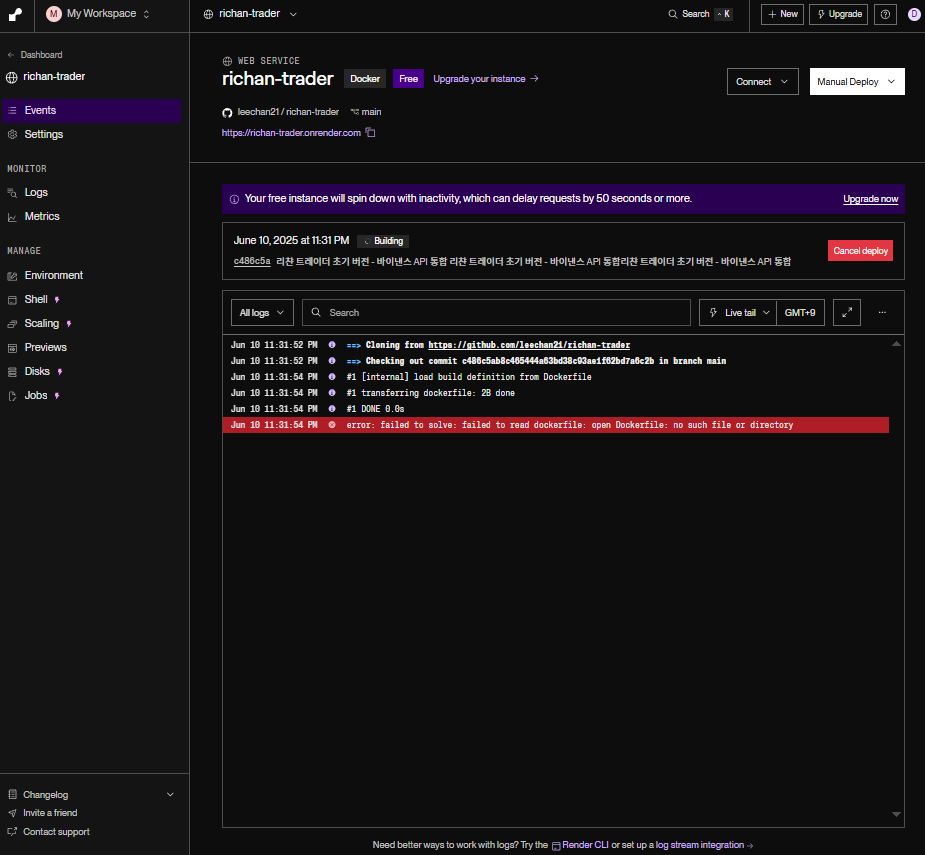 M My Workspace
richan-trader
Search ^ K
+ New
Upgrade
D
← Dashboard
richan-trader
Events
Settings
MONITOR
Logs
Metrics
MANAGE
Environment
Shell
Scaling
Previews
Disks
Jobs
Changelog
Invite a friend
Contact support
WEB SERVICE
richan-trader Docker Free Upgrade your instance →
Connect
Manual Deploy
leechan21 / richan-trader main
https://richan-trader.onrender.com
Your free instance will spin down with inactivity, which can delay requests by 50 seconds or more. Upgrade now
June 10, 2025 at 11:31 PM Building
c486c5a 리찬 트레이더 초기 버전 - 바이낸스 API 통합 리찬 트레이더 초기 버전 - 바이낸스 API 통합리찬 트레이더 초기 버전 - 바이낸스 API 통합
Cancel deploy
All logs Search Live tail GMT+9 ...
Jun 10 11:31:52 PM ==> Cloning from https://github.com/leechan21/richan-trader
Jun 10 11:31:52 PM ==> Checking out commit c486c5ab8c465444a63bd38c93ae1f62bd7a6c2b in branch main
Jun 10 11:31:54 PM #1 [internal] load build definition from Dockerfile
Jun 10 11:31:54 PM #1 transferring dockerfile: 2B done
Jun 10 11:31:54 PM #1 DONE 0.0s
Jun 10 11:31:54 PM error: failed to solve: failed to read dockerfile: open Dockerfile: no such file or directory
Need better ways to work with logs? Try the Render CLI or set up a log stream integration →